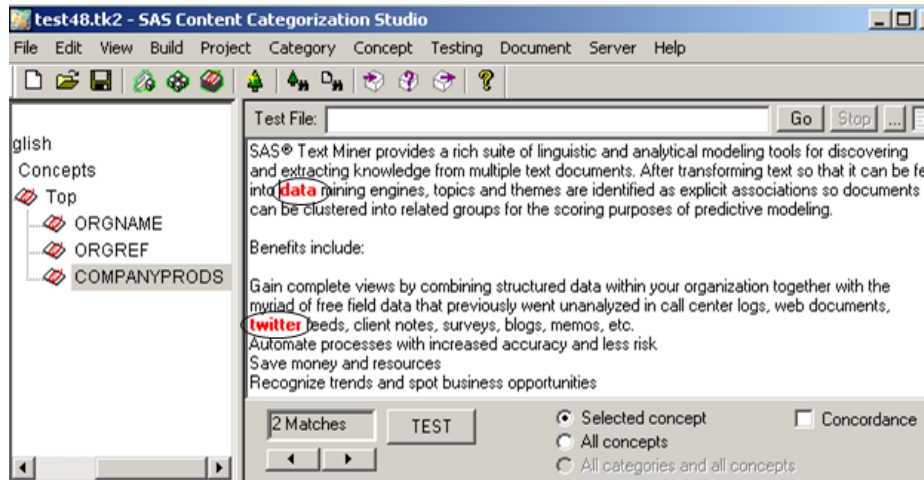 test48.tk2 - SAS Content Categorization Studio
File Edit View Build Project Category Concept Testing Document Server Help
Test File:
Go Stop ...
glish
Concepts
Top
ORGNAME
ORGREF
COMPANYPRODS
SAS® Text Miner provides a rich suite of linguistic and analytical modeling tools for discovering
and extracting knowledge from multiple text documents. After transforming text so that it can be fe
into data mining engines, topics and themes are identified as explicit associations so documents
can be clustered into related groups for the scoring purposes of predictive modeling.
Benefits include:
Gain complete views by combining structured data within your organization together with the
myriad of free field data that previously went unanalyzed in call center logs, web documents,
twitter feeds, client notes, surveys, blogs, memos, etc.
Automate processes with increased accuracy and less risk
Save money and resources
Recognize trends and spot business opportunities
2 Matches
TEST
Selected concept
Concordance
All concepts
All categories and all concepts